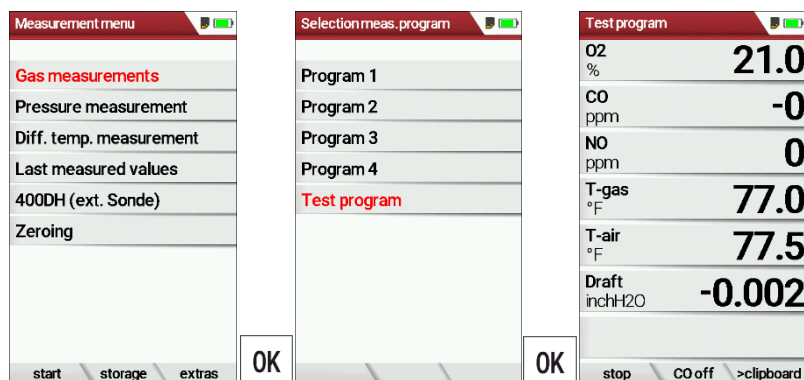 Measurement menu
Gas measurements
Pressure measurement
Diff. temp. measurement
Last measured values
400DH (ext. Sonde)
Zeroing
start storage extras
OK
Selection meas.program
Program 1
Program 2
Program 3
Program 4
Test program
OK
Test program
O2 21.0
%
CO -0
ppm
NO 0
ppm
T-gas 77.0
°F
T-air 77.5
°F
Draft -0.002
inchH2O
stop CO off >clipboard